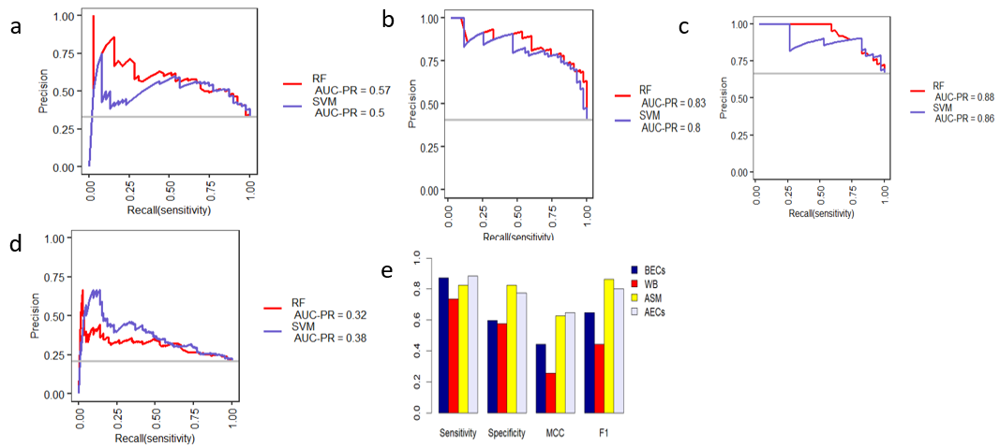 a
1.00
0.75
0.50
0.25
0.00
Precision
0.00
0.25
0.50
0.75
1.00
Recall(sensitivity)
RF
AUC-PR = 0.57
SVM
AUC-PR = 0.5
b
1.00
0.75
0.50
0.25
0.00
Precision
0.00
0.25
0.50
0.75
1.00
Recall(sensitivity)
RF
AUC-PR = 0.83
SVM
AUC-PR = 0.8
c
1.00
0.75
0.50
0.25
0.00
Precision
0.00
0.25
0.50
0.75
1.00
Recall(sensitivity)
RF
AUC-PR = 0.88
SVM
AUC-PR = 0.86
d
1.00
0.75
0.50
0.25
0.00
Precision
0.00
0.25
0.50
0.75
1.00
Recall(sensitivity)
RF
AUC-PR = 0.32
SVM
AUC-PR = 0.38
e
1.0
0.8
0.6
0.4
0.2
0.0
Sensitivity
Specificity
MCC
F1
BECs
WB
ASM
AECs